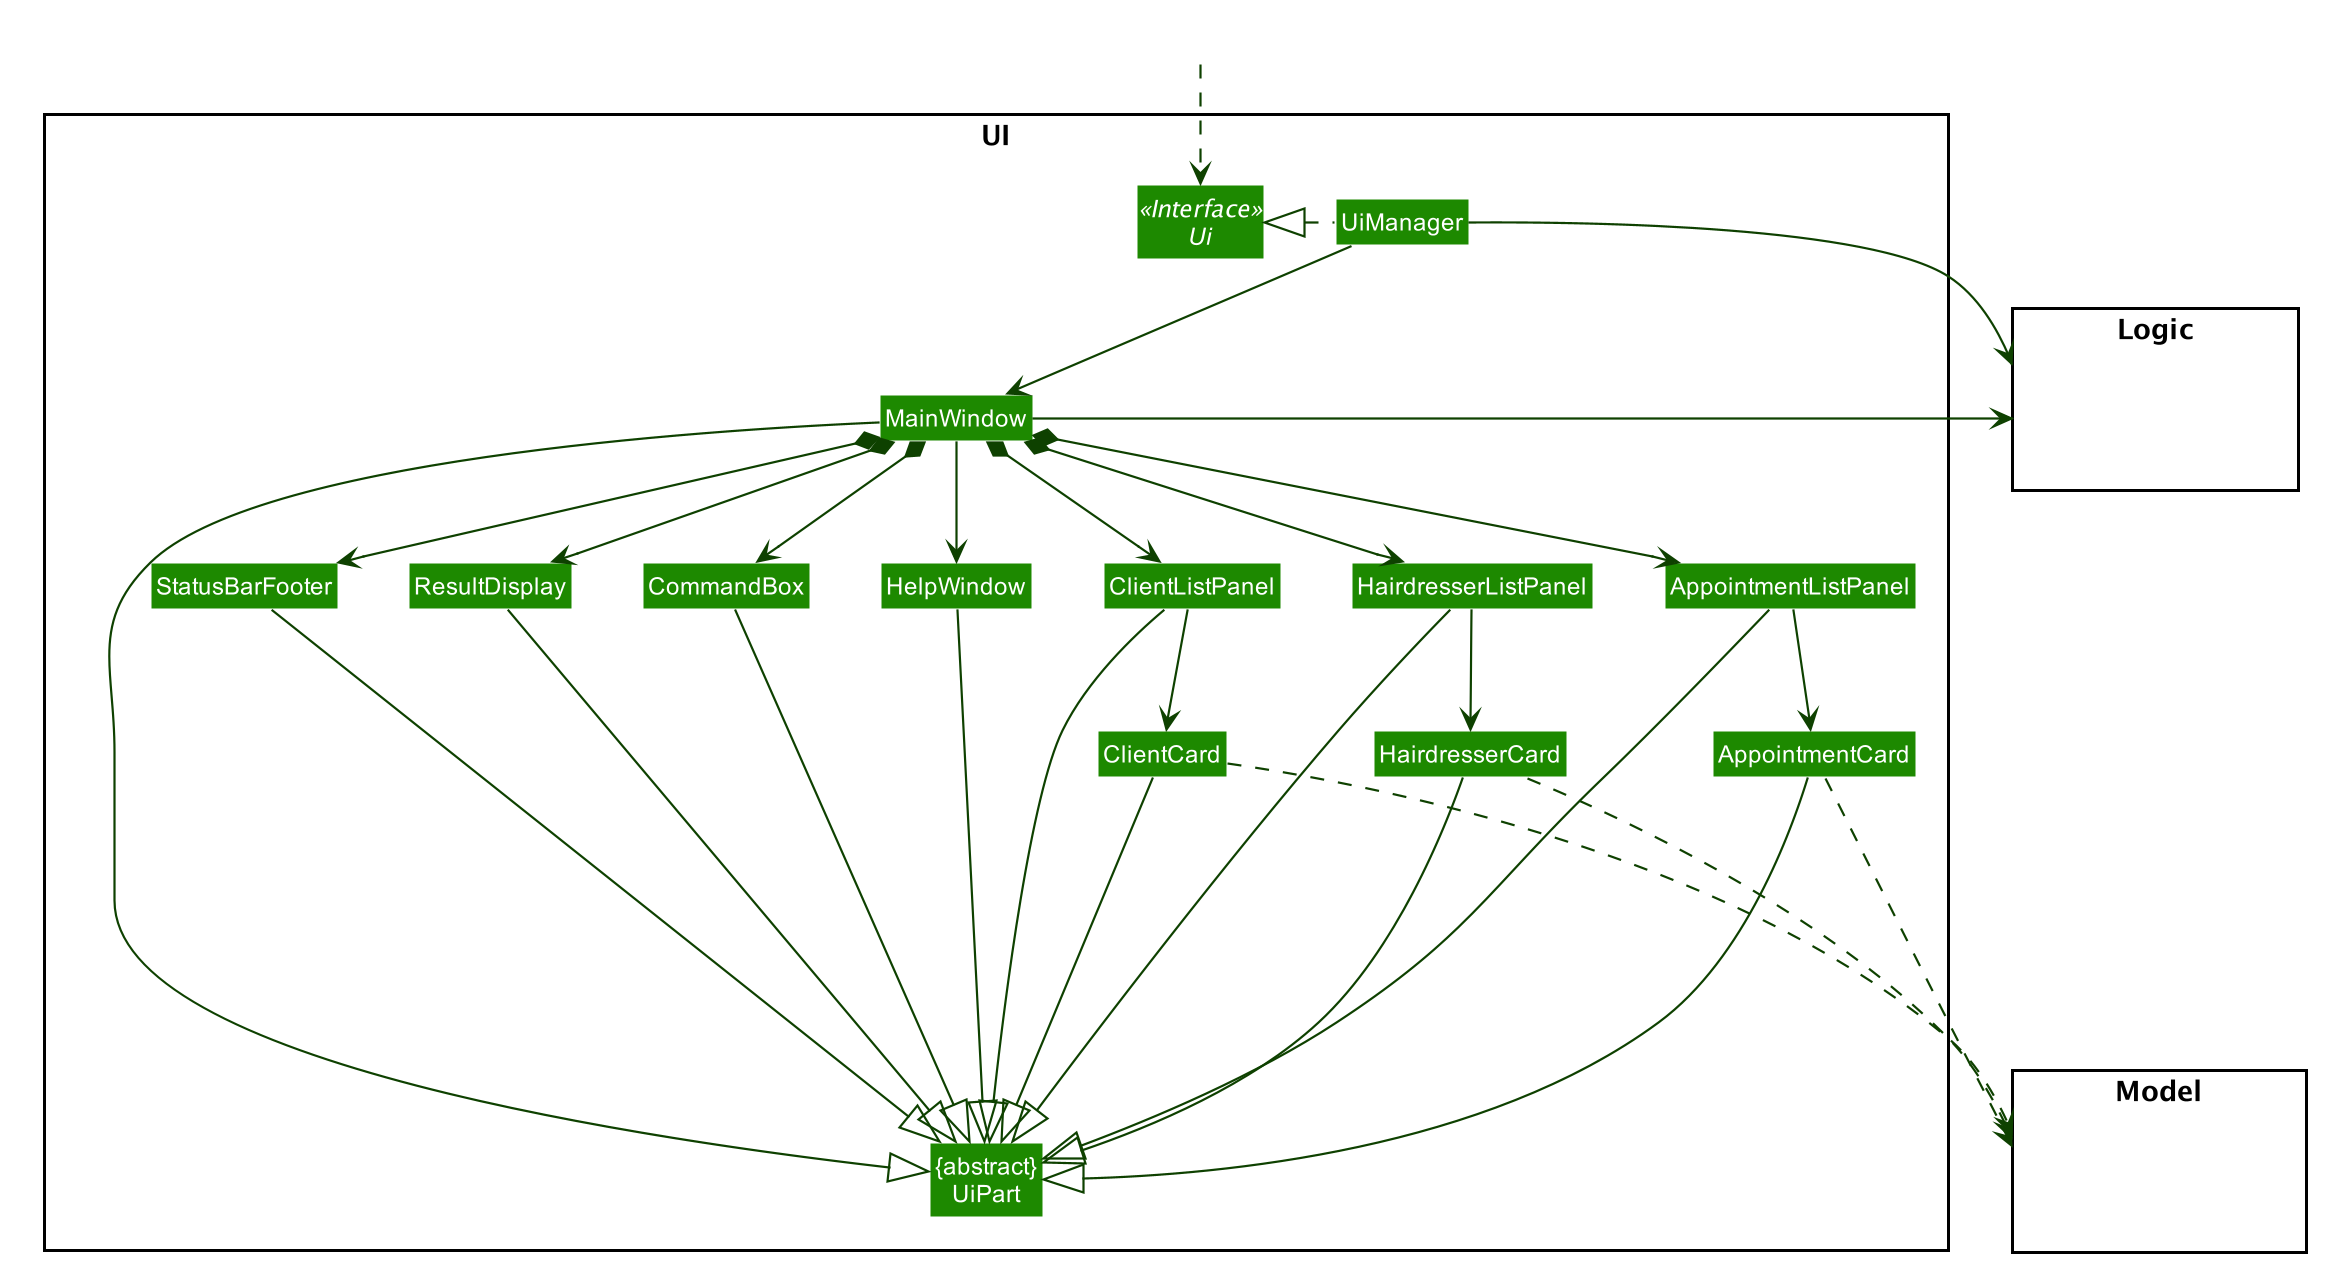 UI
«Interface»
Ui
UiManager
Logic
MainWindow
StatusBarFooter
ResultDisplay
CommandBox
HelpWindow
ClientListPanel
HairdresserListPanel
AppointmentListPanel
ClientCard
HairdresserCard
AppointmentCard
Model
{abstract}
UiPart